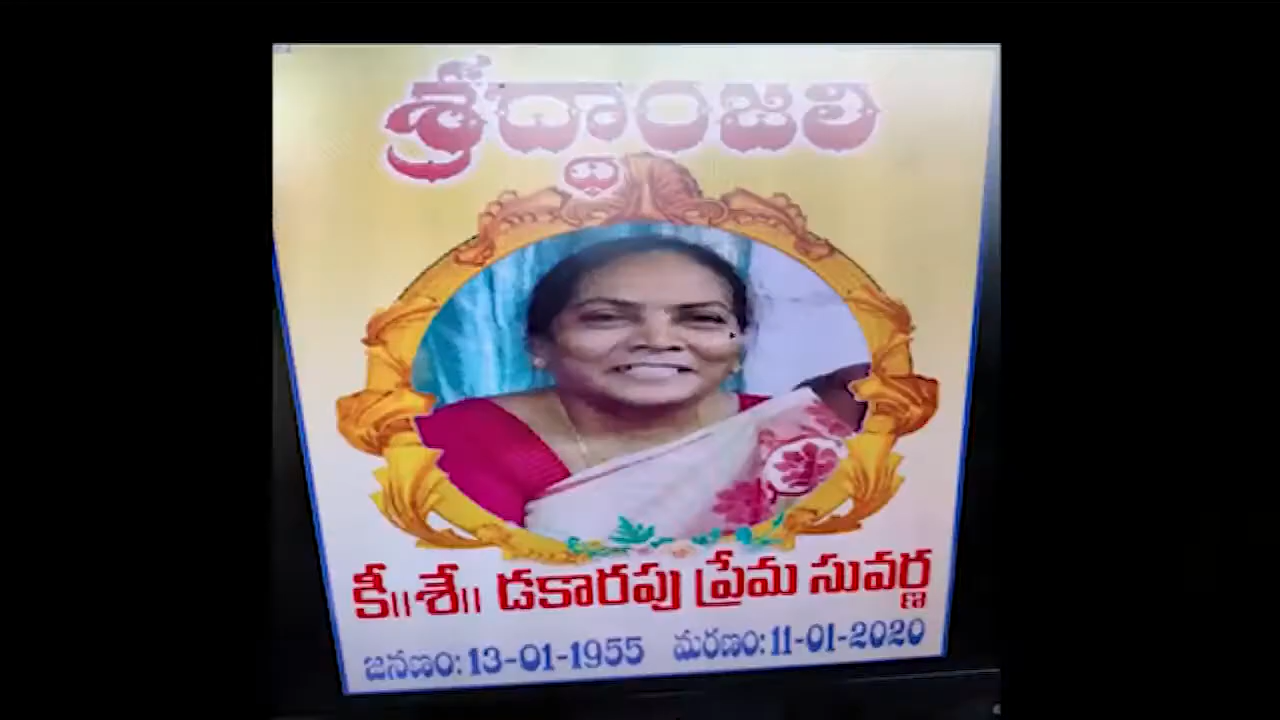 శ్రద్ధాంజలి
కీ॥శే॥ డకారపు ప్రేమ సువర్ణ
జననం: 13-01-1955 మరణం: 11-01-2020